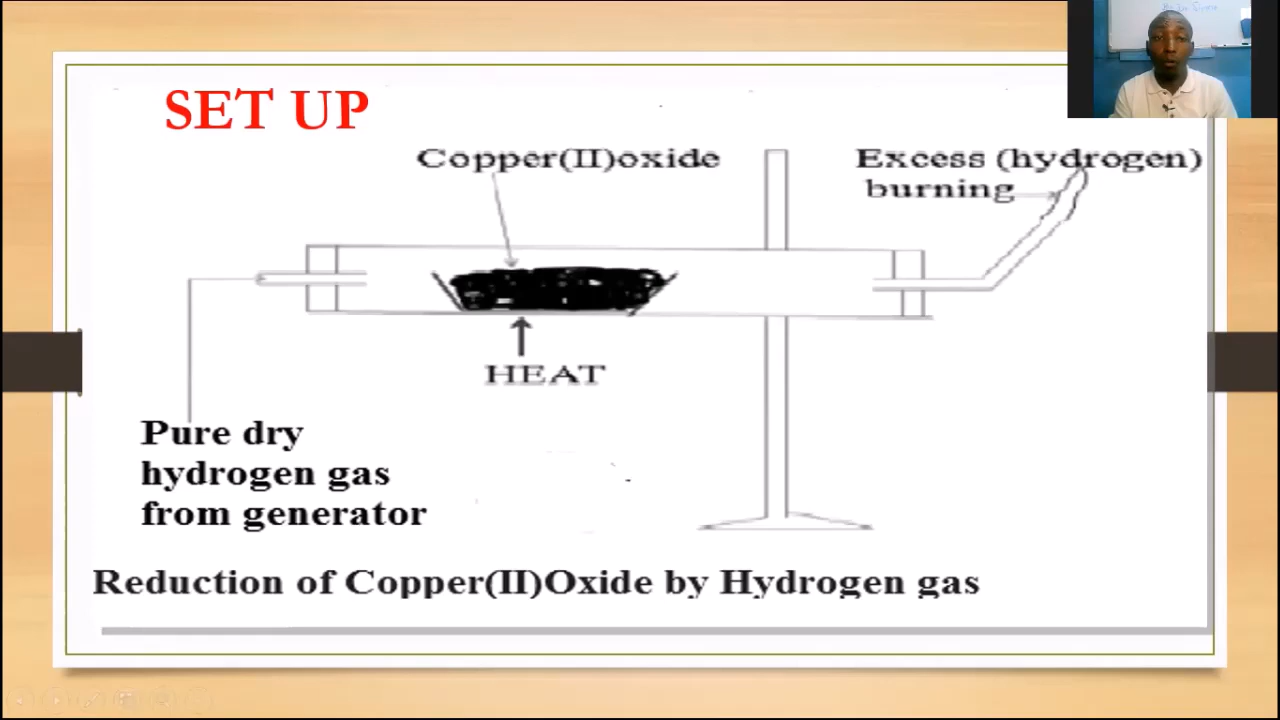 SET UP
Copper(II)oxide
Excess (hydrogen)
burning
HEAT
Pure dry
hydrogen gas
from generator
Reduction of Copper(II)Oxide by Hydrogen gas